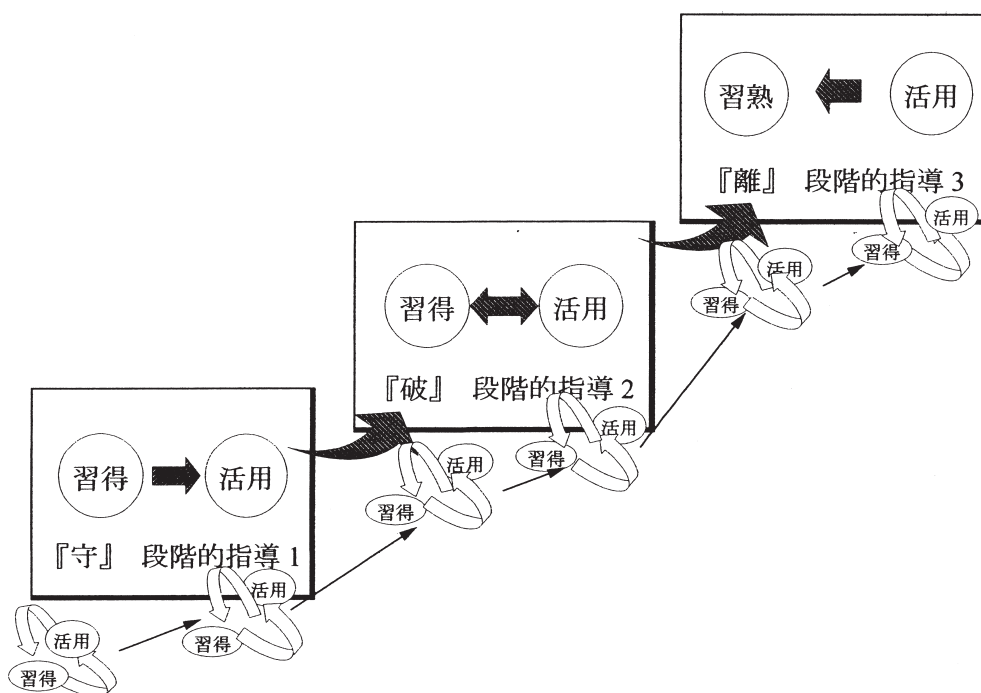 習熟
活用
『離』 段階的指導3
活用
習得
活用
習得
習得
活用
『破』 段階的指導2
活用
習得
活用
習得
習得
活用
『守』 段階的指導1
活用
習得
活用
習得